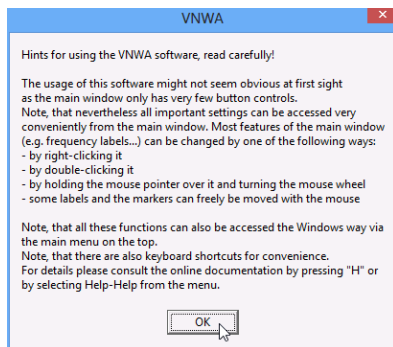 VNWA
Hints for using the VNWA software, read carefully!
The usage of this software might not seem obvious at first sight
as the main window only has very few button controls.
Note, that nevertheless all important settings can be accessed very
conveniently from the main window. Most features of the main window
(e.g. frequency labels...) can be changed by one of the following ways:
- by right-clicking it
- by double-clicking it
- by holding the mouse pointer over it and turning the mouse wheel
- some labels and the markers can freely be moved with the mouse
Note, that all these functions can also be accessed the Windows way via
the main menu on the top.
Note, that there are also keyboard shortcuts for convenience.
For details please consult the online documentation by pressing "H" or
by selecting Help-Help from the menu.
OK